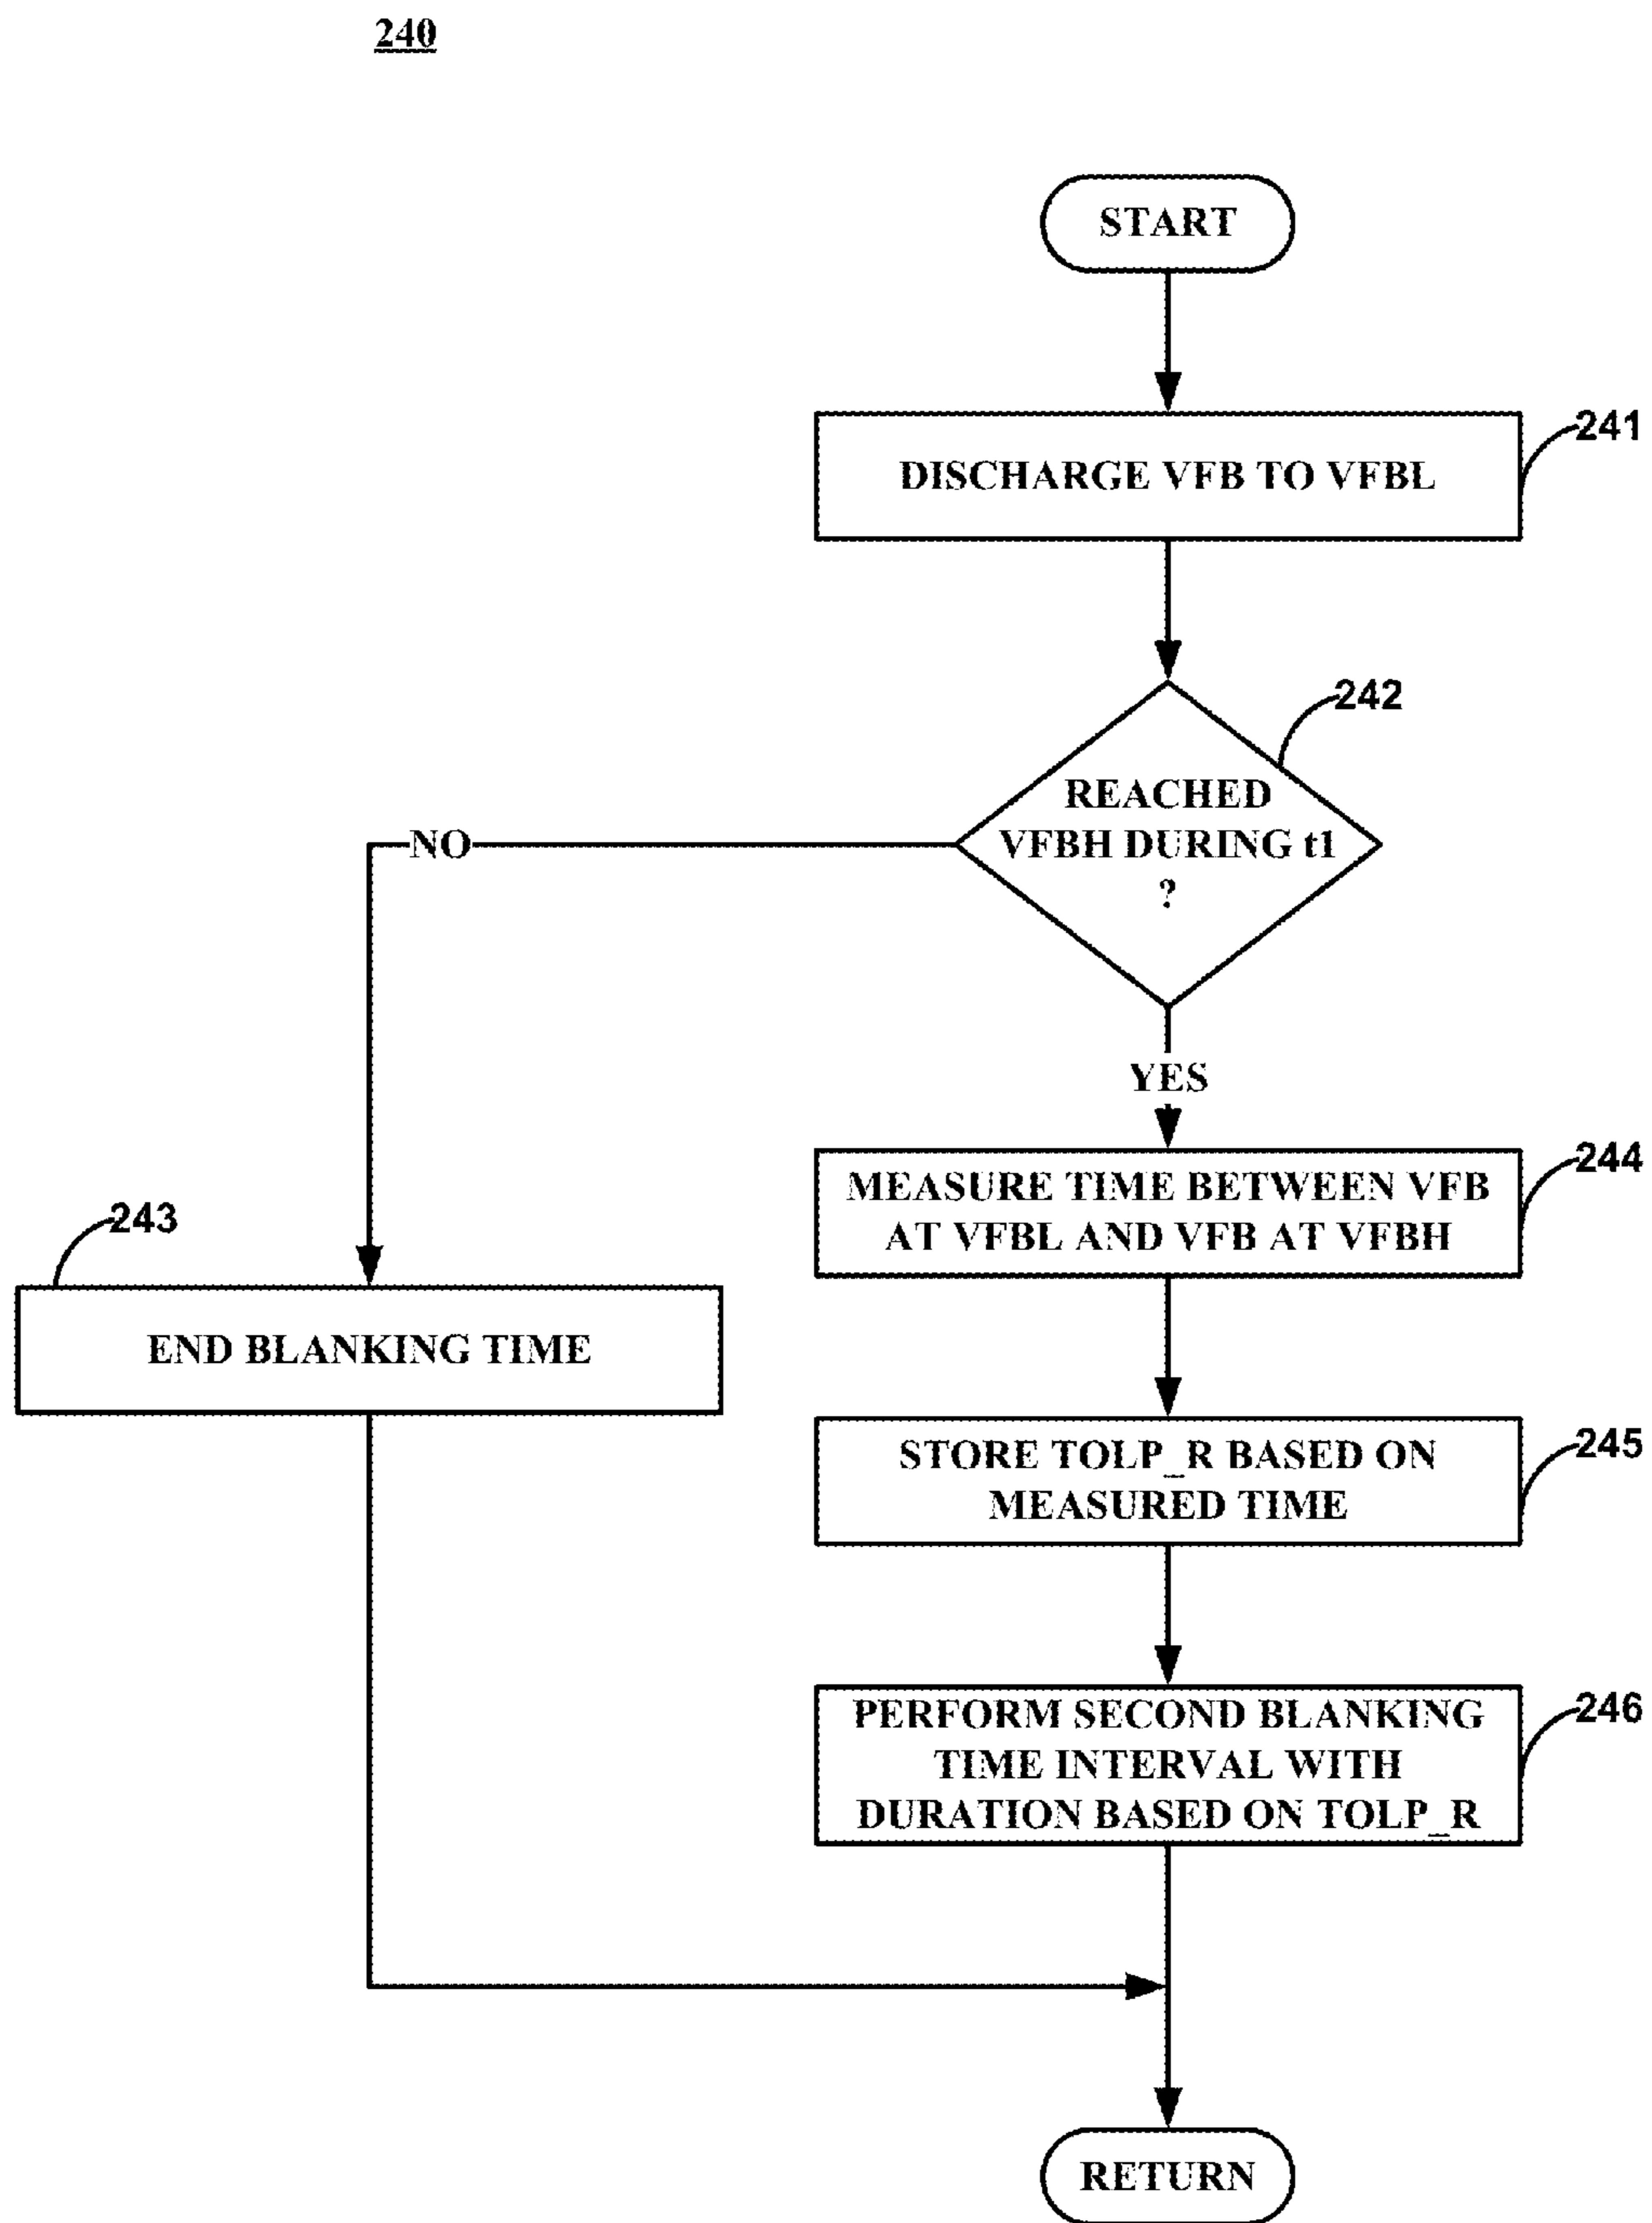 240
START
DISCHARGE VFB TO VFBL
241
242
REACHED
VFBH DURING t1
?
NO
YES
MEASURE TIME BETWEEN VFB
AT VFBL AND VFB AT VFBH
244
243
END BLANKING TIME
STORE TOLP_R BASED ON
MEASURED TIME
245
PERFORM SECOND BLANKING
TIME INTERVAL WITH
DURATION BASED ON TOLP_R
246
RETURN